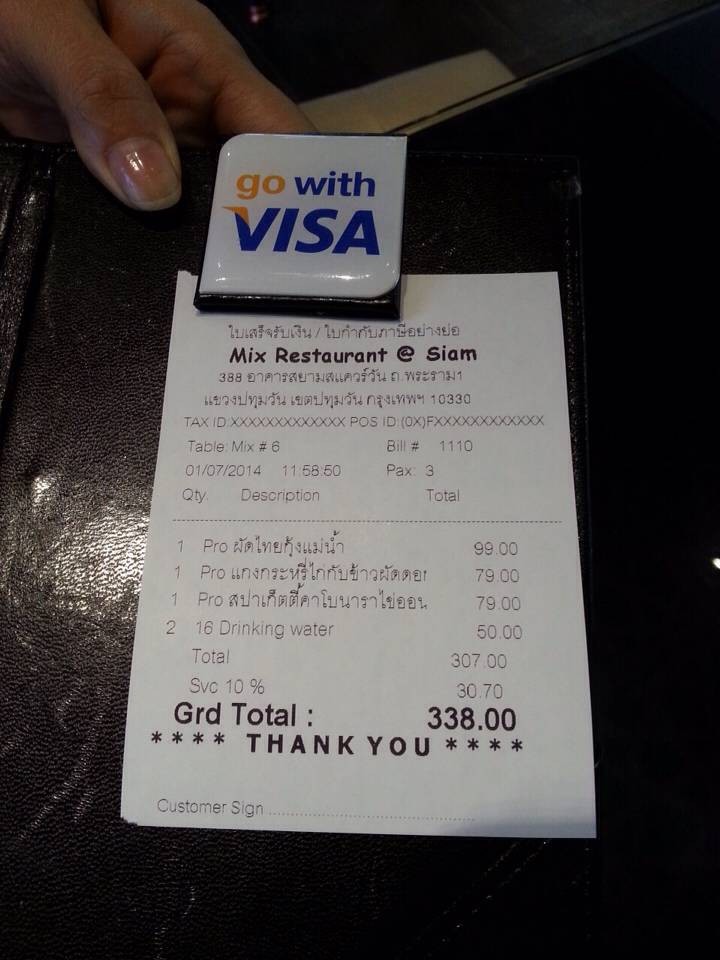 go with
VISA
ใบเสร็จรับเงิน / ใบกำกับภาษีอย่างย่อ
Mix Restaurant @ Siam
388 อาคารสยามสแควร์วัน ถ.พระราม1
แขวงปทุมวัน เขตปทุมวัน กรุงเทพฯ 10330
TAX ID:XXXXXXXXXXXXX POS ID:(0X)FXXXXXXXXXXXX
Table: Mix # 6 Bill # 1110
01/07/2014 11:58:50 Pax: 3
Qty. Description Total
1 Pro ผัดไทยกุ้งแม่น้ำ 99.00
1 Pro แกงกระหรี่ไก่กับข้าวผัดดอก 79.00
1 Pro สปาเก็ตตี้คาโบนาราไข่ออน 79.00
2 16 Drinking water 50.00
Total 307.00
Svc 10 % 30.70
Grd Total : 338.00
**** THANK YOU ****
Customer Sign